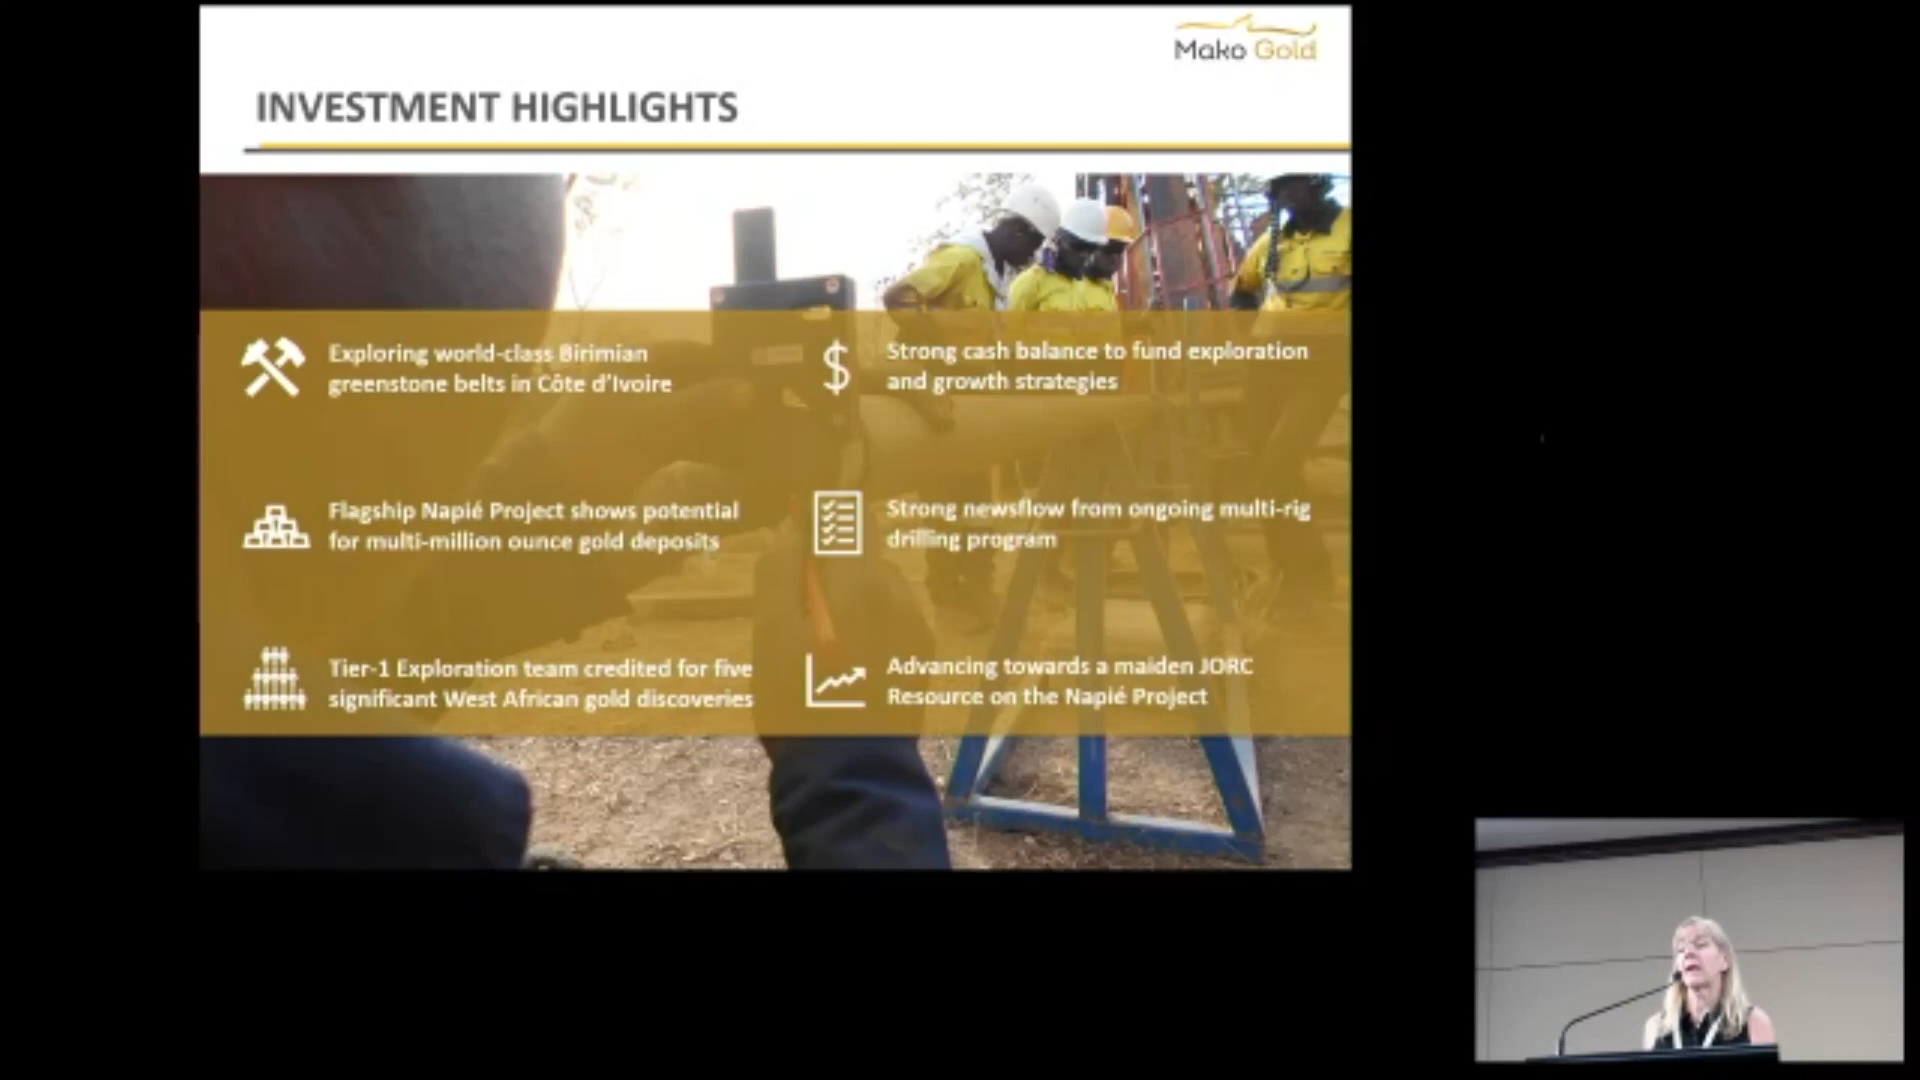 Mako Gold
INVESTMENT HIGHLIGHTS
Exploring world-class Birimian
greenstone belts in Côte d'Ivoire
Strong cash balance to fund exploration
and growth strategies
Flagship Napié Project shows potential
for multi-million ounce gold deposits
Strong newsflow from ongoing multi-rig
drilling program
Tier-1 Exploration team credited for five
significant West African gold discoveries
Advancing towards a maiden JORC
Resource on the Napié Project